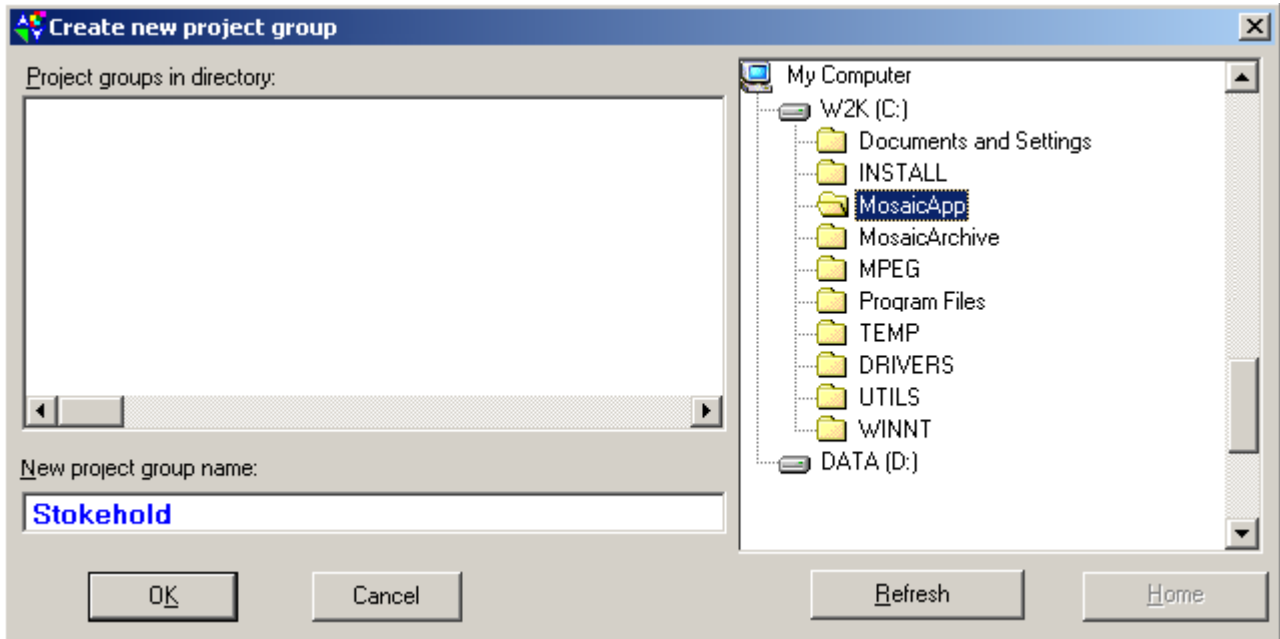 Create new project group
Project groups in directory:
New project group name:
Stokehold
OK
Cancel
My Computer
W2K (C:)
Documents and Settings
INSTALL
MosaicApp
MosaicArchive
MPEG
Program Files
TEMP
DRIVERS
UTILS
WINNT
DATA (D:)
Refresh
Home